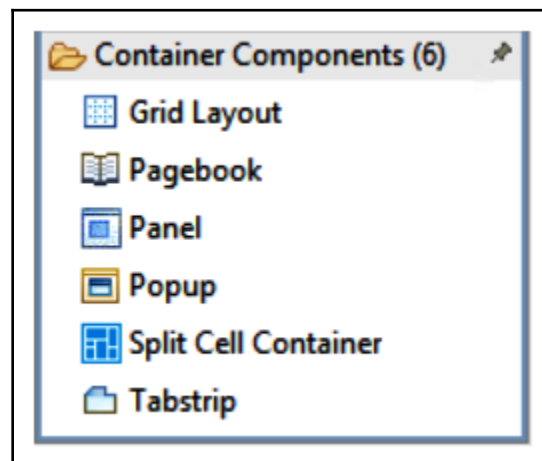 Container Components (6)
Grid Layout
Pagebook
Panel
Popup
Split Cell Container
Tabstrip